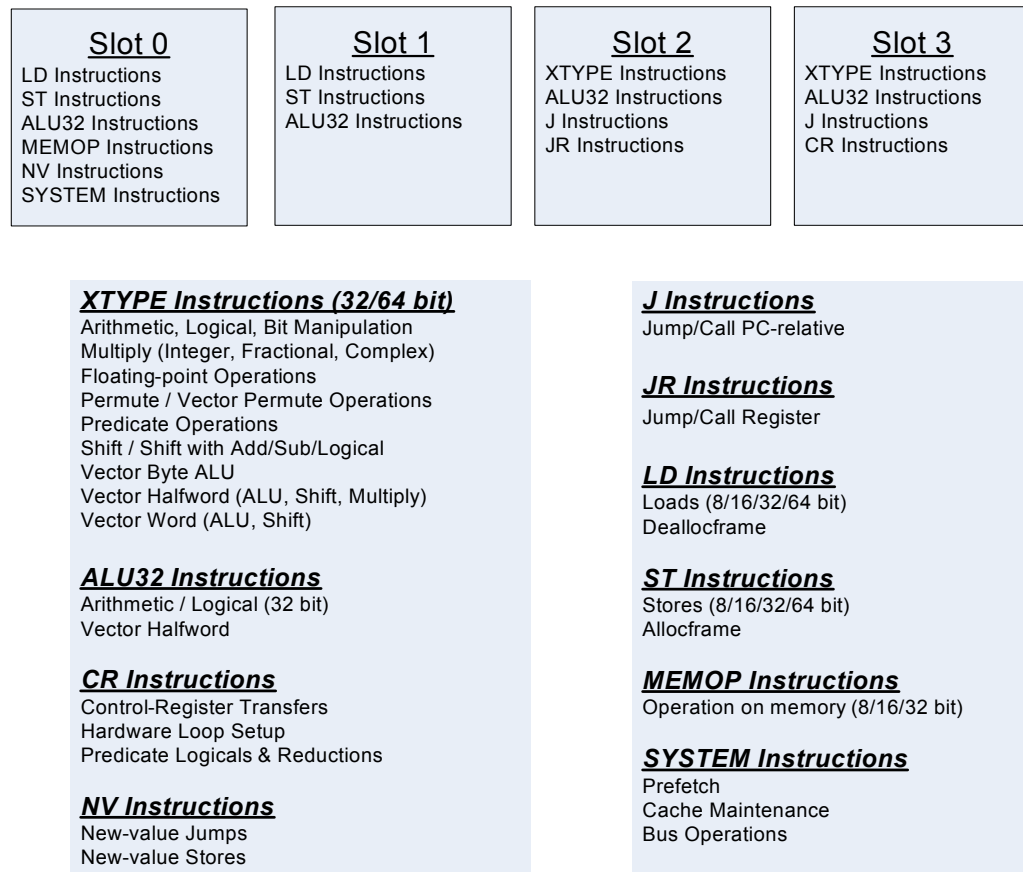 Slot 0
LD Instructions
ST Instructions
ALU32 Instructions
MEMOP Instructions
NV Instructions
SYSTEM Instructions
Slot 1
LD Instructions
ST Instructions
ALU32 Instructions
Slot 2
XTYPE Instructions
ALU32 Instructions
J Instructions
JR Instructions
Slot 3
XTYPE Instructions
ALU32 Instructions
J Instructions
CR Instructions
XTYPE Instructions (32/64 bit)
Arithmetic, Logical, Bit Manipulation
Multiply (Integer, Fractional, Complex)
Floating-point Operations
Permute / Vector Permute Operations
Predicate Operations
Shift / Shift with Add/Sub/Logical
Vector Byte ALU
Vector Halfword (ALU, Shift, Multiply)
Vector Word (ALU, Shift)
ALU32 Instructions
Arithmetic / Logical (32 bit)
Vector Halfword
CR Instructions
Control-Register Transfers
Hardware Loop Setup
Predicate Logicals & Reductions
NV Instructions
New-value Jumps
New-value Stores
J Instructions
Jump/Call PC-relative
JR Instructions
Jump/Call Register
LD Instructions
Loads (8/16/32/64 bit)
Deallocframe
ST Instructions
Stores (8/16/32/64 bit)
Allocframe
MEMOP Instructions
Operation on memory (8/16/32 bit)
SYSTEM Instructions
Prefetch
Cache Maintenance
Bus Operations